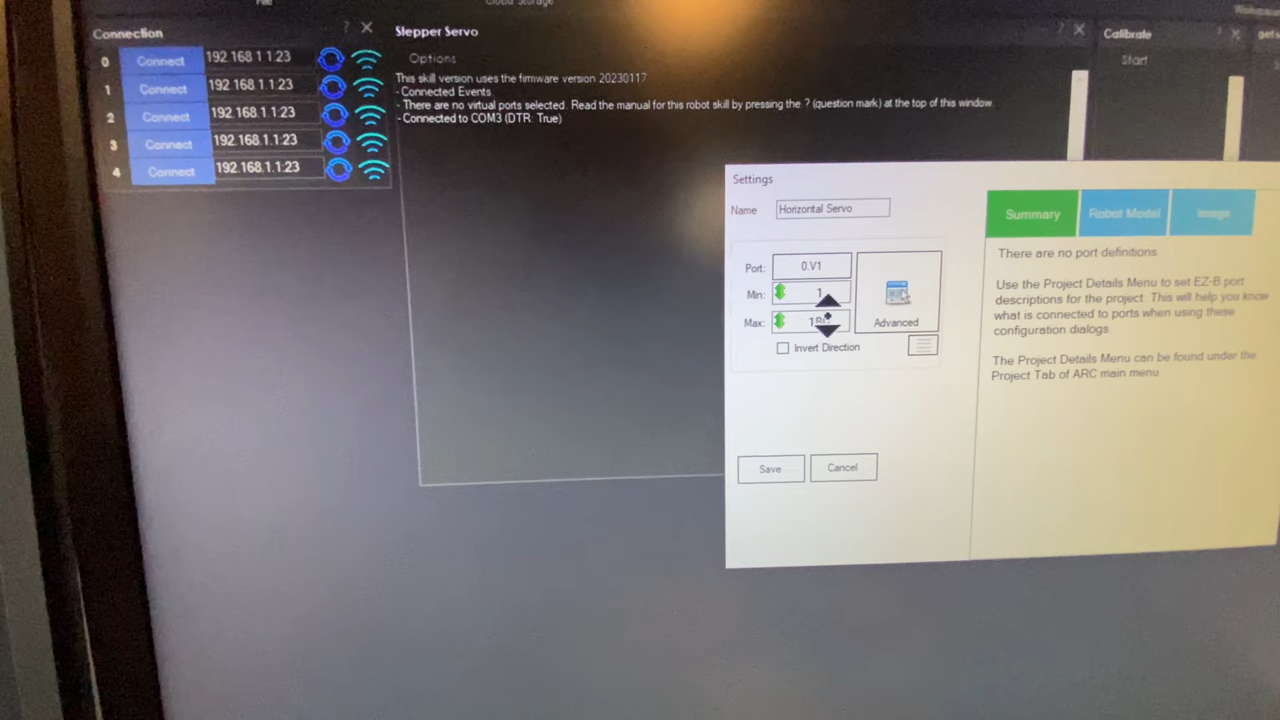 File
Cloud Storage
Connection
? X
0 Connect 192.168.1.1:23
1 Connect 192.168.1.1:23
2 Connect 192.168.1.1:23
3 Connect 192.168.1.1:23
4 Connect 192.168.1.1:23
Slepper Servo
? X
Options
This skill version uses the firmware version 20230117
- Connected Events
- There are no virtual ports selected. Read the manual for this robot skill by pressing the ? (question mark) at the top of this window.
- Connected to COM3 (DTR: True)
Calibrate
? X
Start
Settings
Name Horizontal Servo
Port: 0.V1
Min: 1
Max:
Advanced
Invert Direction
Save Cancel
Summary Robot Model Image
There are no port definitions
Use the Project Details Menu to set EZ-B port
descriptions for the project. This will help you know
what is connected to ports when using these
configuration dialogs
The Project Details Menu can be found under the
Project Tab of ARC main menu